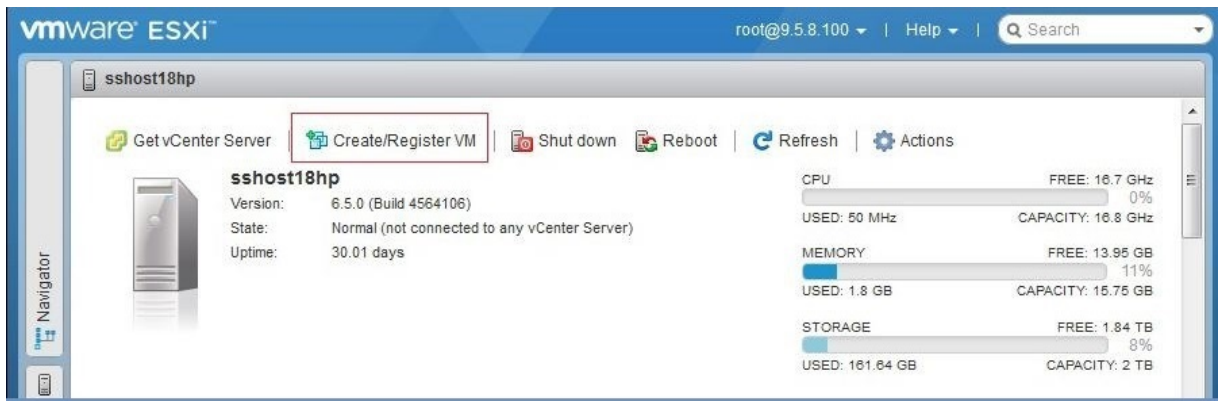 vmware ESXi™
root@9.5.8.100 | Help | Search
sshost18hp
Get vCenter Server | Create/Register VM | Shut down Reboot | Refresh | Actions
sshost18hp
Version: 6.5.0 (Build 4564106)
State: Normal (not connected to any vCenter Server)
Uptime: 30.01 days
CPU FREE: 16.7 GHz
0%
USED: 50 MHz CAPACITY: 16.8 GHz
MEMORY FREE: 13.95 GB
11%
USED: 1.8 GB CAPACITY: 15.75 GB
STORAGE FREE: 1.84 TB
8%
USED: 161.64 GB CAPACITY: 2 TB
Navigator